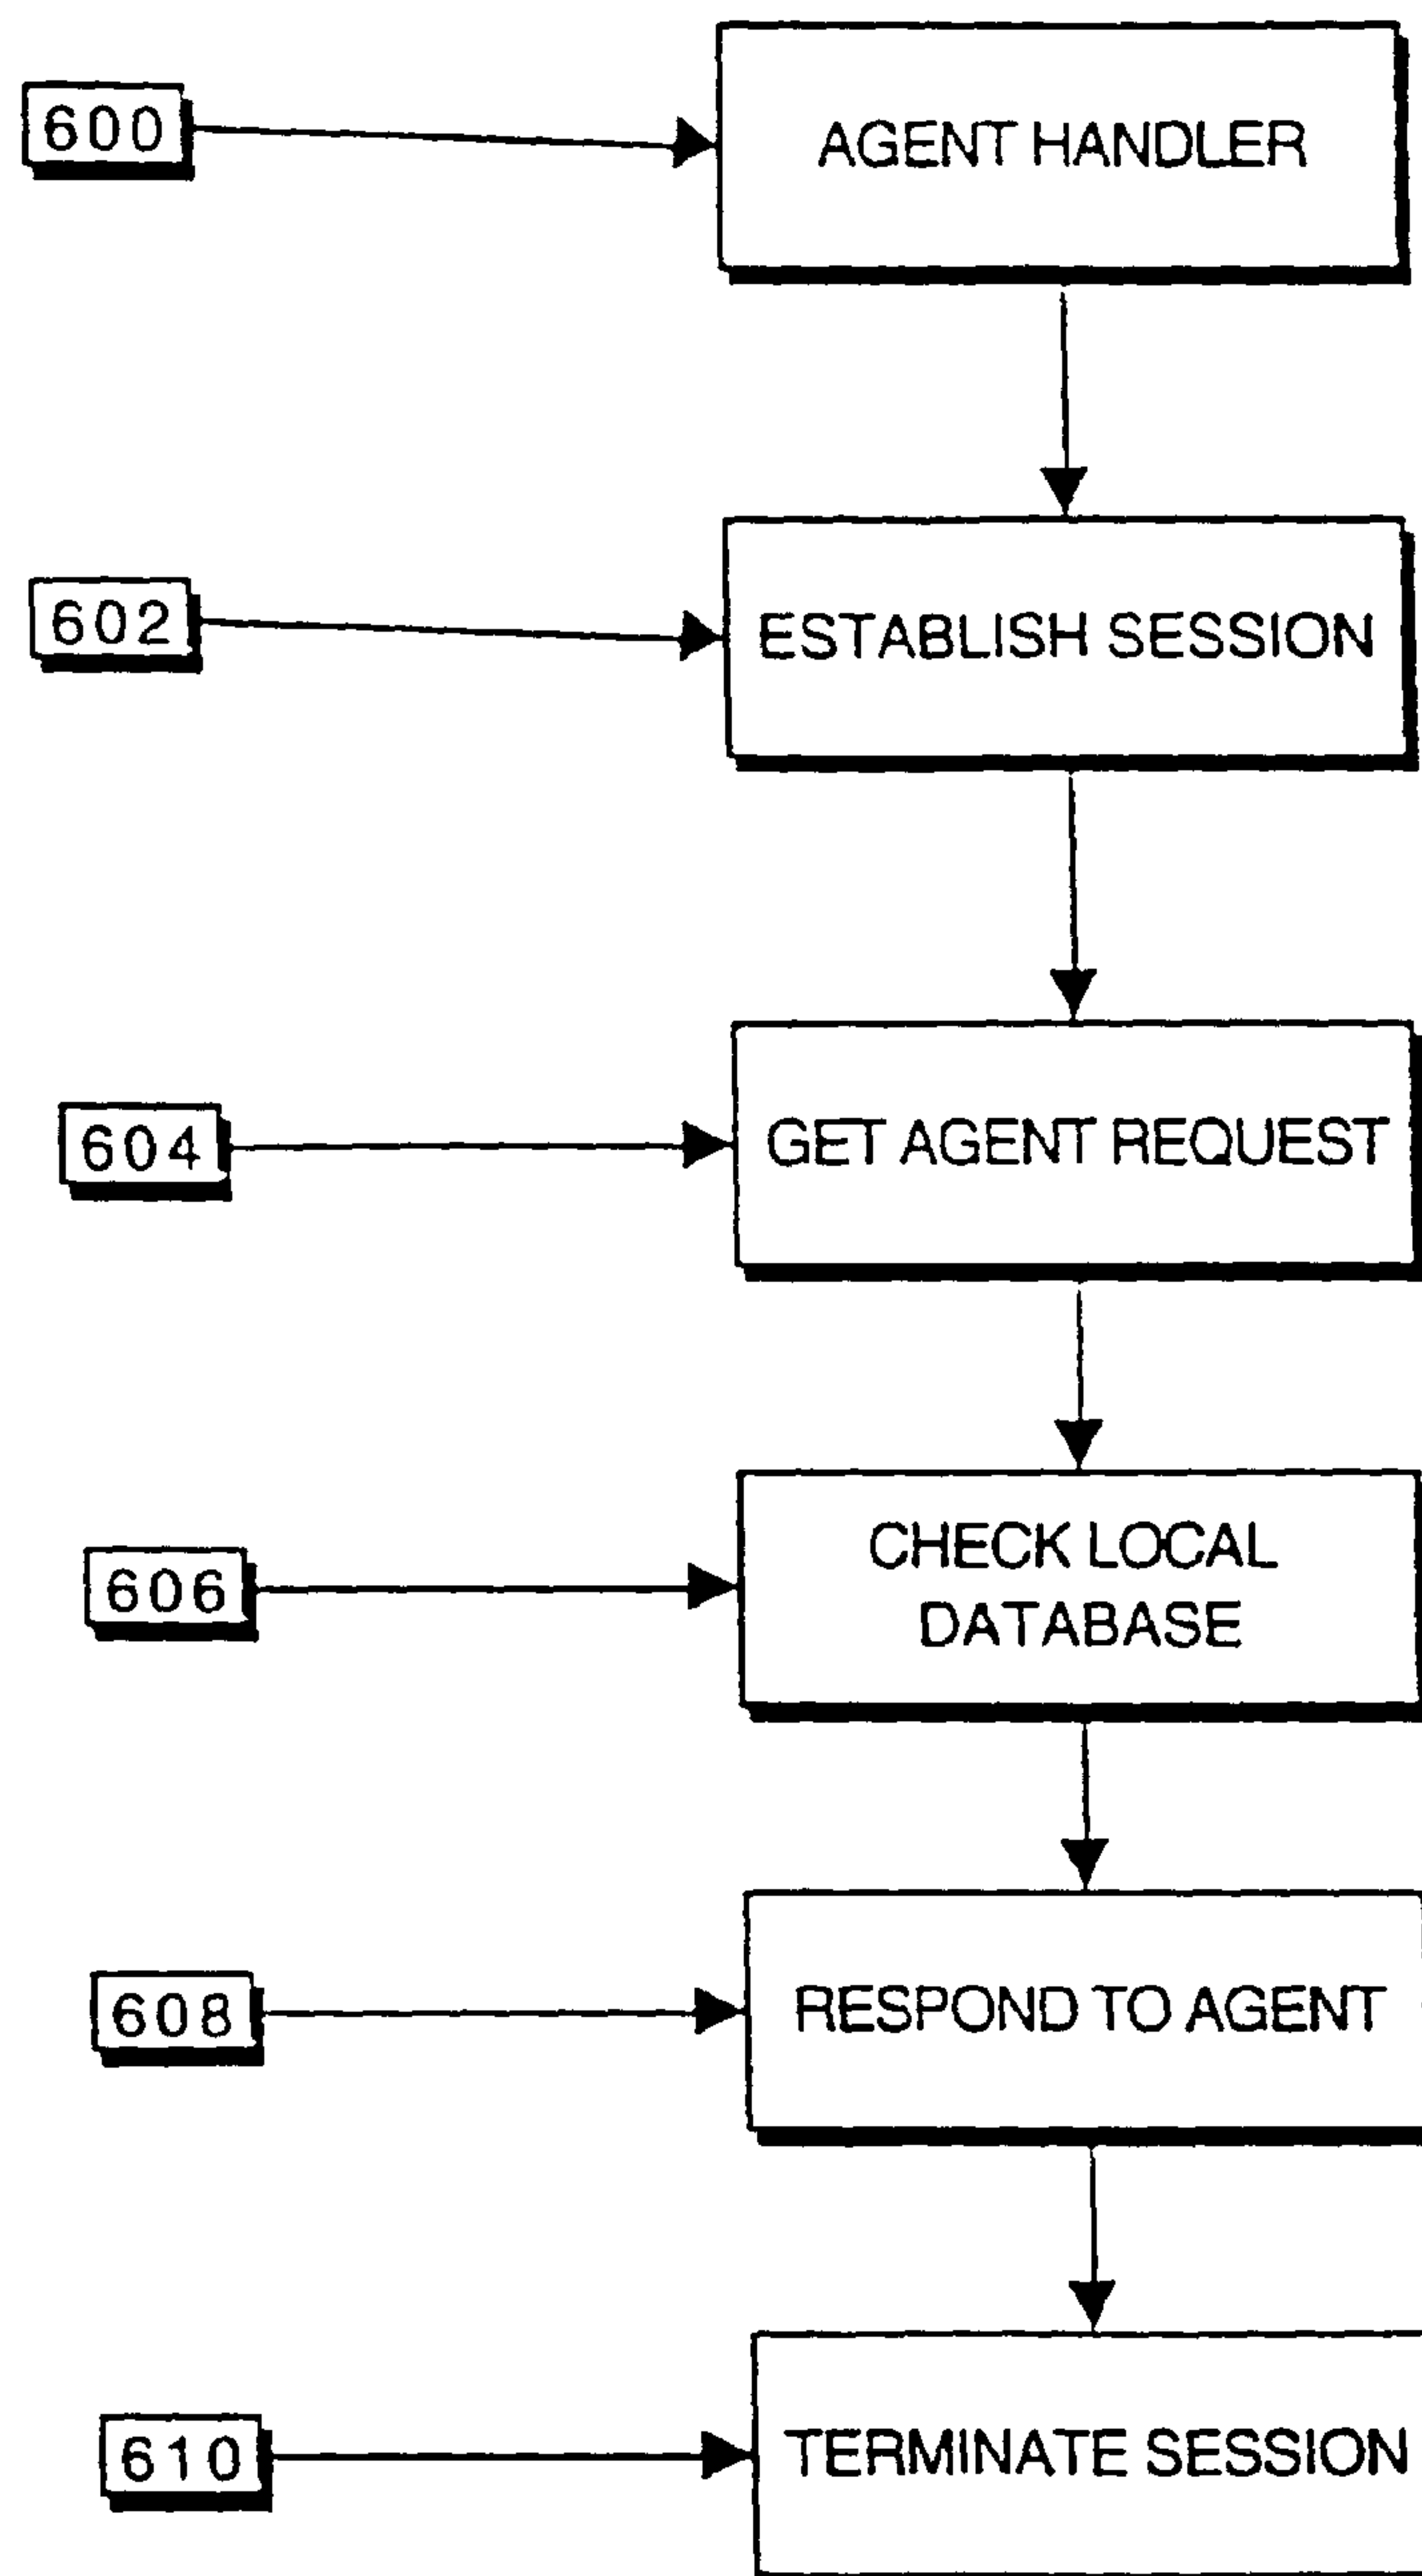 600
AGENT HANDLER
602
ESTABLISH SESSION
604
GET AGENT REQUEST
606
CHECK LOCAL
DATABASE
608
RESPOND TO AGENT
610
TERMINATE SESSION